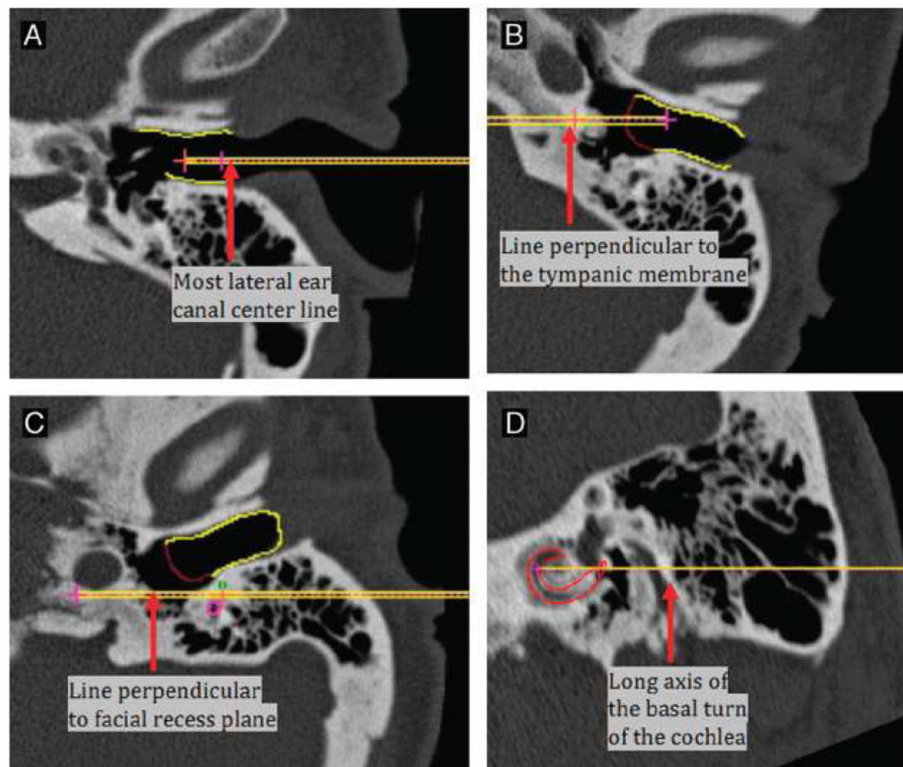 A
Most lateral ear
canal center line
B
Line perpendicular to
the tympanic membrane
C
Line perpendicular
to facial recess plane
D
Long axis of
the basal turn
of the cochlea